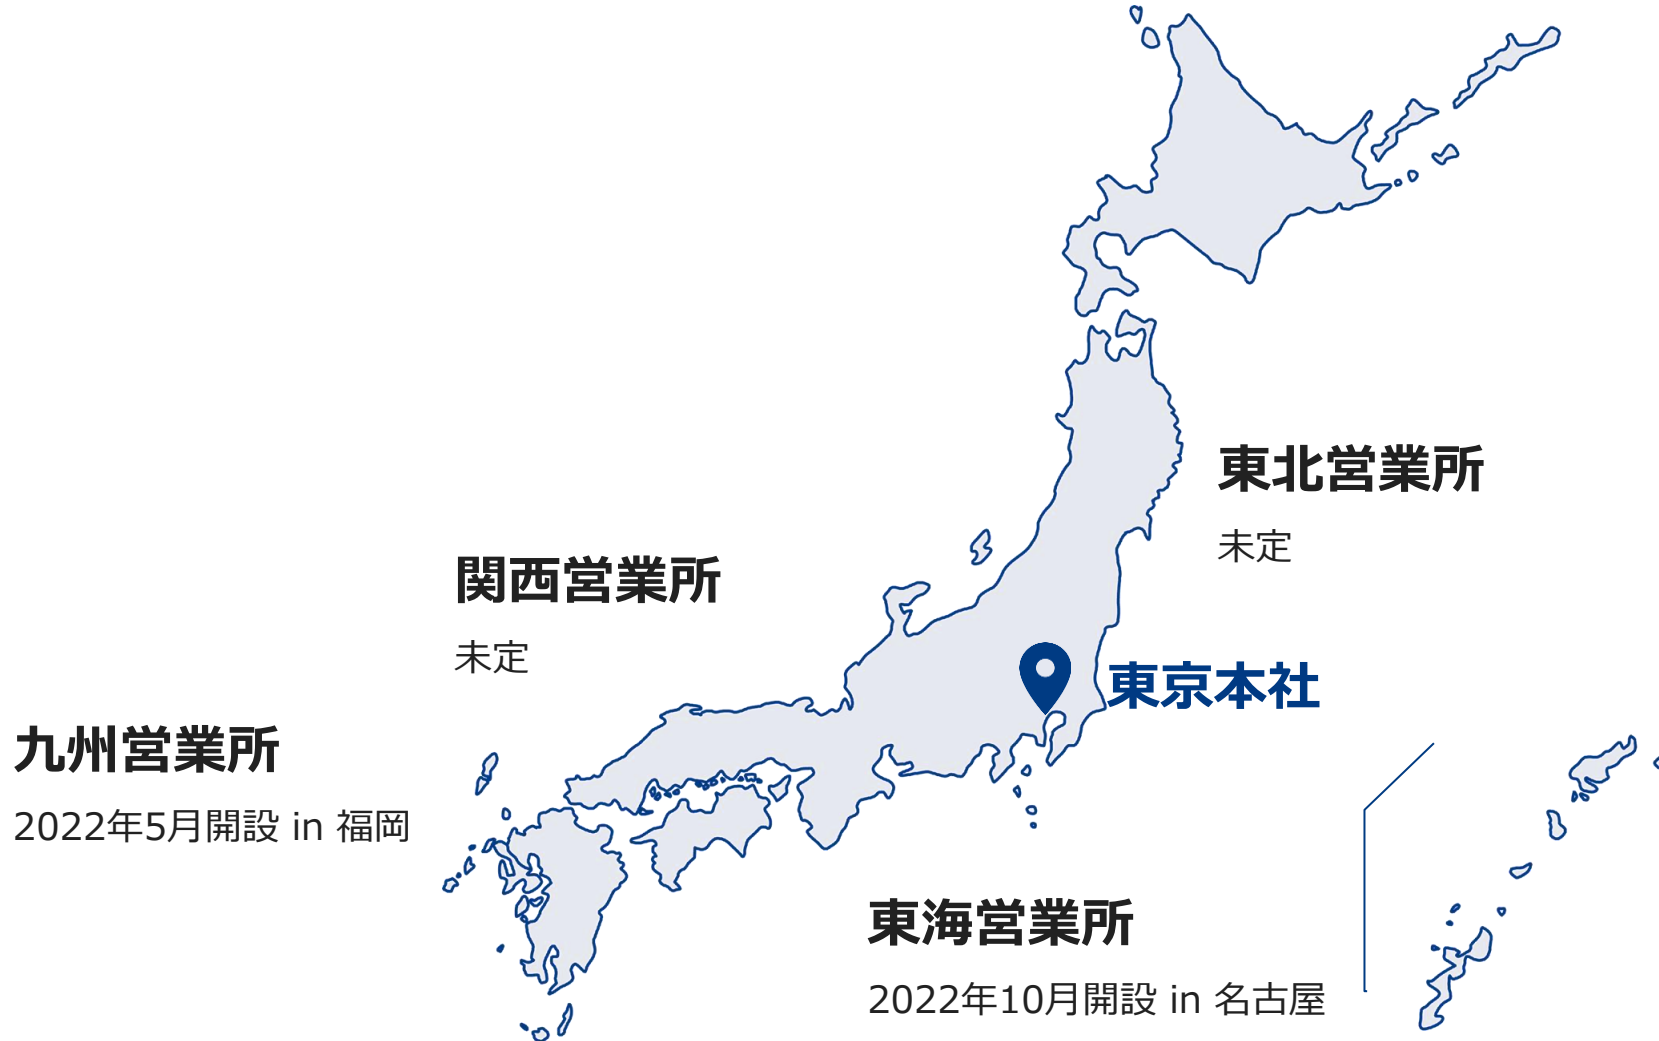 東北営業所
未定
関西営業所
未定
東京本社
九州営業所
2022年5月開設 in 福岡
東海営業所
2022年10月開設 in 名古屋